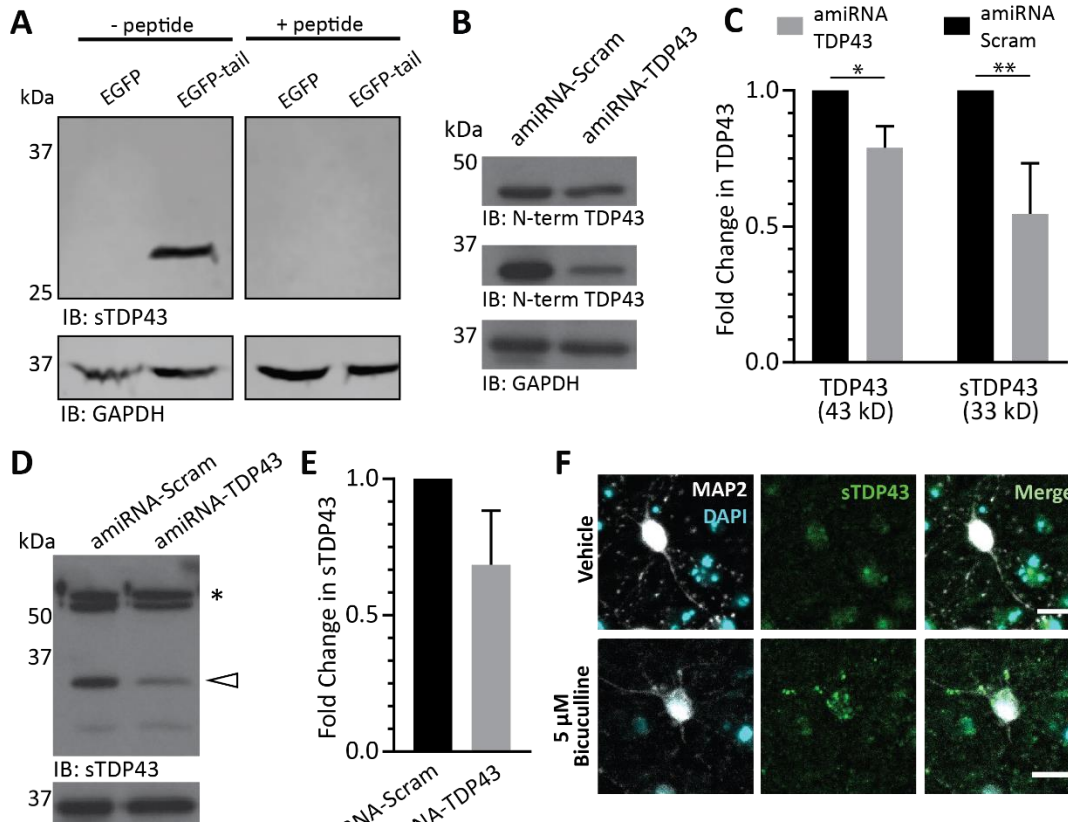 A
- peptide
+ peptide
EGFP
EGFP-tail
EGFP
EGFP-tail
kDa
37
25
IB: sTDP43
37
IB: GAPDH
B
amiRNA-Scram
amiRNA-TDP43
kDa
50
IB: N-term TDP43
37
IB: N-term TDP43
37
IB: GAPDH
C
amiRNA
TDP43
amiRNA
Scram
*
**
Fold Change in TDP43
1.0
0.5
0.0
TDP43
(43 kD)
sTDP43
(33 kD)
D
amiRNA-Scram
amiRNA-TDP43
kDa
*
50
37
IB: sTDP43
37
E
Fold Change in sTDP43
1.0
0.5
0.0
RNA-Scram
NA-TDP43
F
MAP2
DAPI
sTDP43
Merge
Vehicle
5 µM
Bicuculline